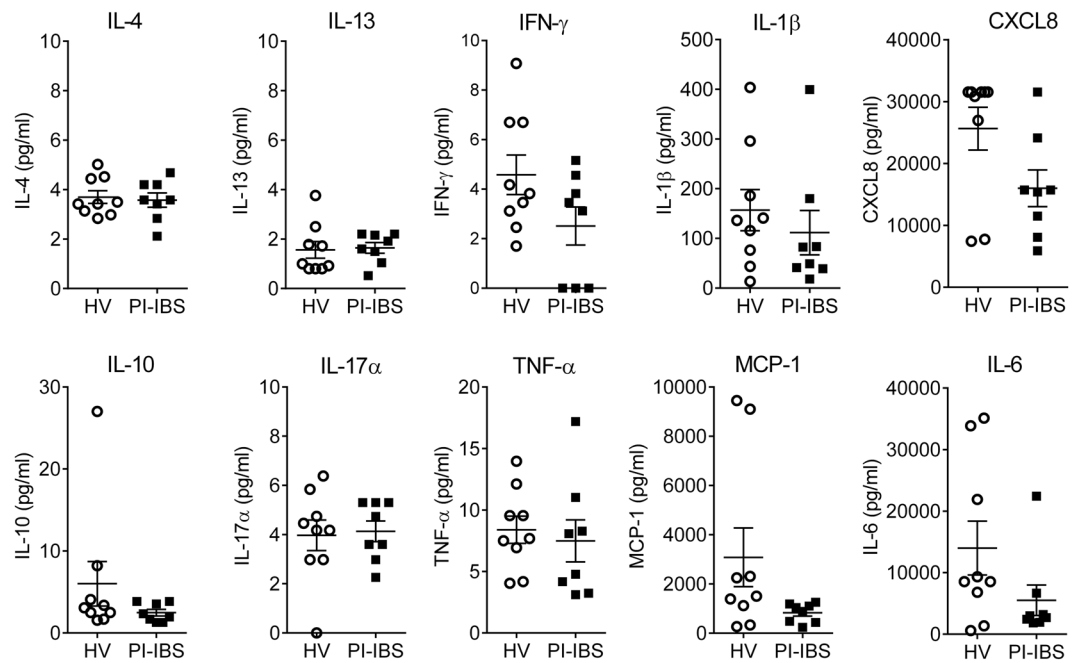 IL-4
IL-4 (pg/ml)
10
8
6
4
2
0
HV PI-IBS
IL-13
IL-13 (pg/ml)
10
8
6
4
2
0
HV PI-IBS
IFN-γ
IFN-γ (pg/ml)
10
8
6
4
2
0
HV PI-IBS
IL-1β
IL-1β (pg/ml)
500
400
300
200
100
0
HV PI-IBS
CXCL8
CXCL8 (pg/ml)
40000
30000
20000
10000
0
HV PI-IBS
IL-10
IL-10 (pg/ml)
30
20
10
0
HV PI-IBS
IL-17α
IL-17α (pg/ml)
10
8
6
4
2
0
HV PI-IBS
TNF-α
TNF-α (pg/ml)
20
15
10
5
0
HV PI-IBS
MCP-1
MCP-1 (pg/ml)
10000
8000
6000
4000
2000
0
HV PI-IBS
IL-6
IL-6 (pg/ml)
40000
30000
20000
10000
0
HV PI-IBS